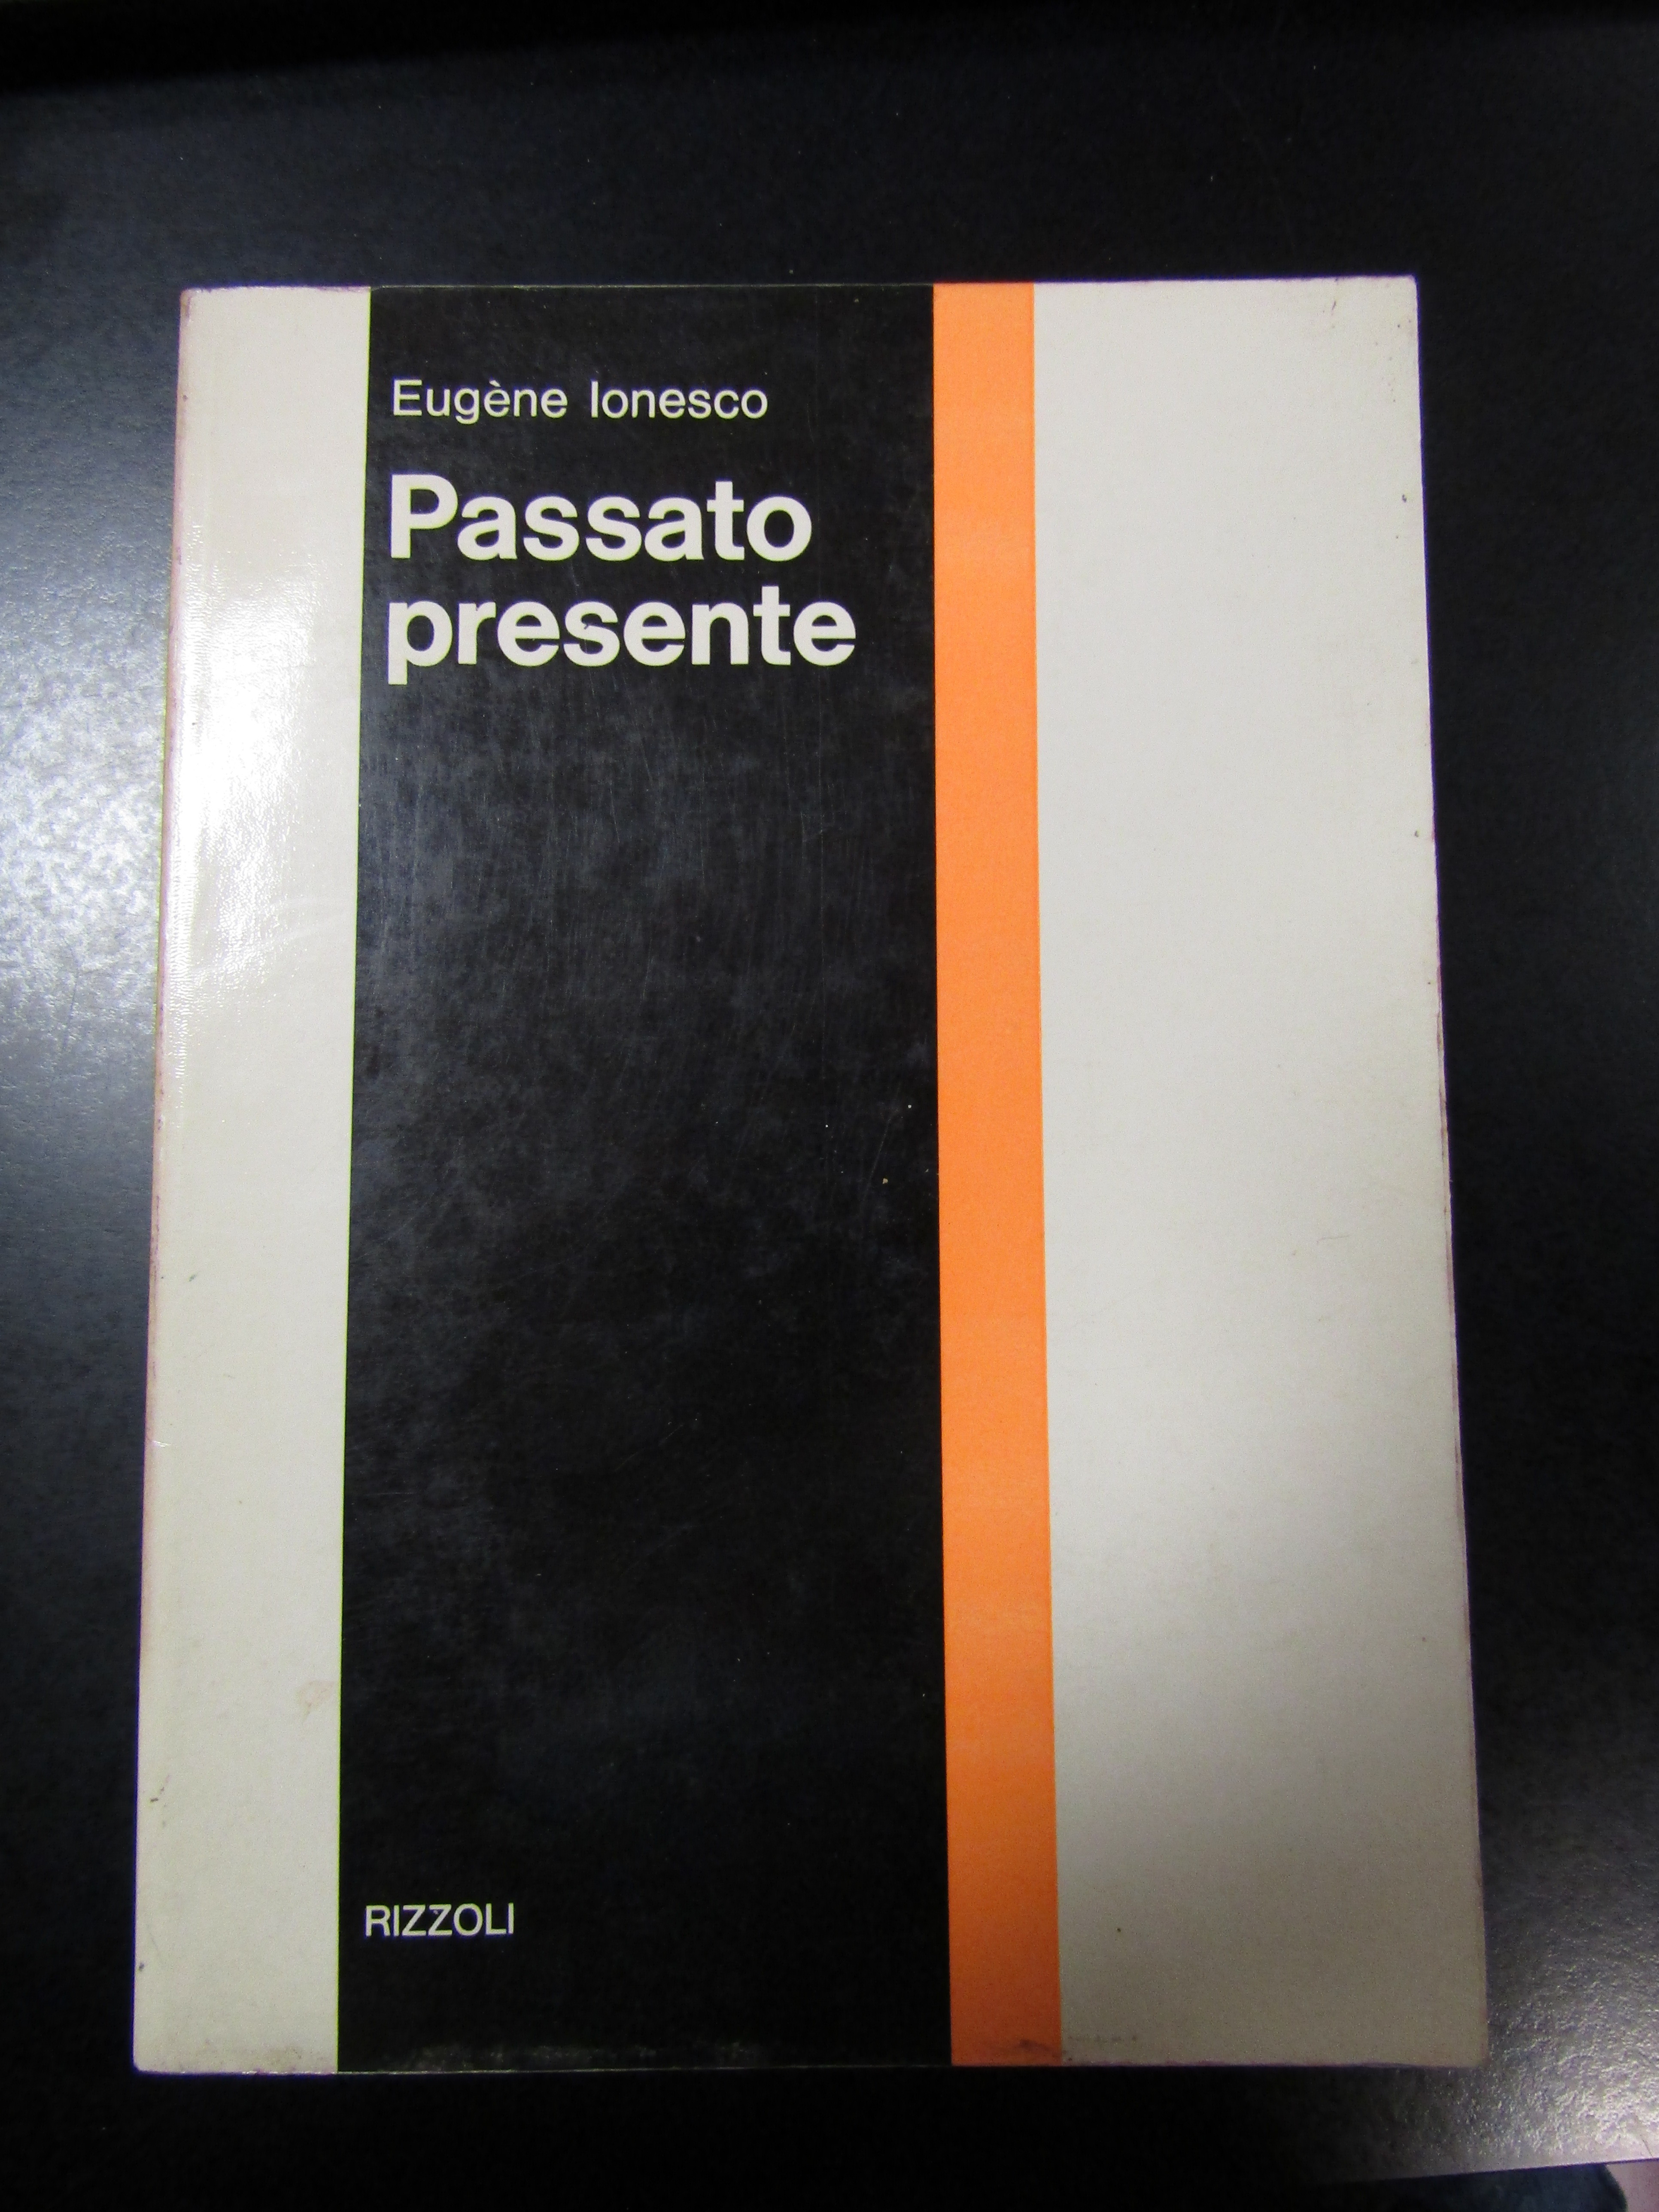 Eugène Ionesco
Passato
presente
RIZZOLI